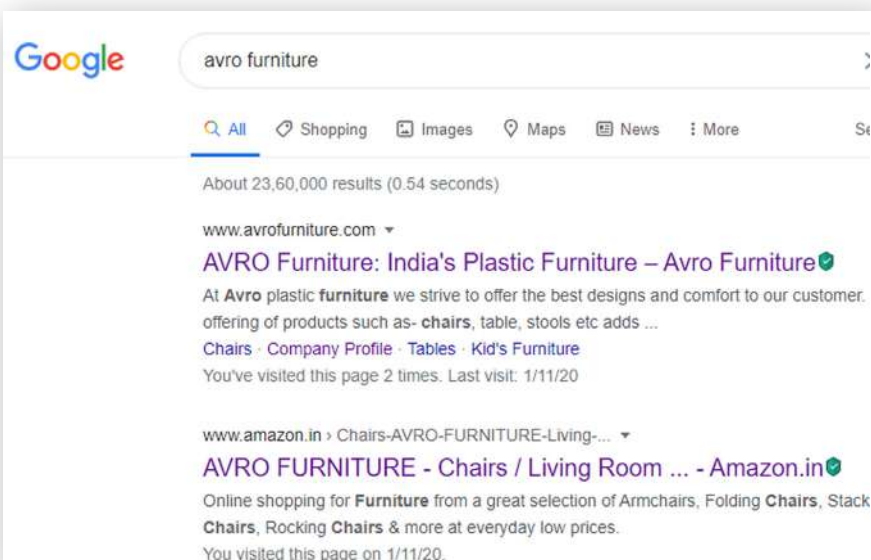 Google
avro furniture
All Shopping Images Maps News More
About 23,60,000 results (0.54 seconds)
www.avrofurniture.com
AVRO Furniture: India's Plastic Furniture – Avro Furniture
At Avro plastic furniture we strive to offer the best designs and comfort to our customer.
offering of products such as- chairs, table, stools etc adds ...
Chairs · Company Profile · Tables · Kid's Furniture
You've visited this page 2 times. Last visit: 1/11/20
www.amazon.in › Chairs-AVRO-FURNITURE-Living-...
AVRO FURNITURE - Chairs / Living Room ... - Amazon.in
Online shopping for Furniture from a great selection of Armchairs, Folding Chairs, Stack
Chairs, Rocking Chairs & more at everyday low prices.
You visited this page on 1/11/20.